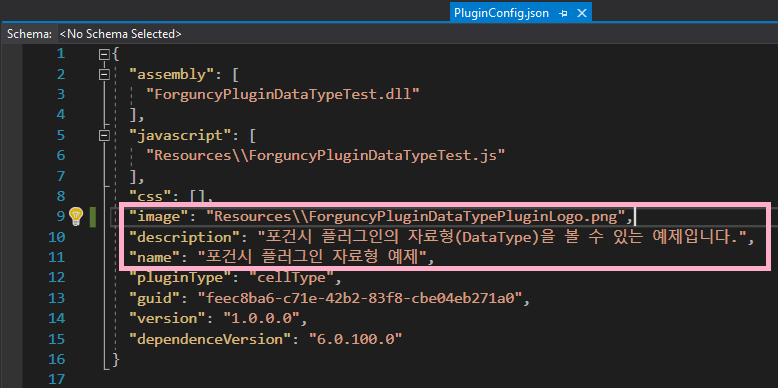 PluginConfig.json
Schema: <No Schema Selected>
1 {
2 "assembly": [
3 "ForguncyPluginDataTypeTest.dll"
4 ],
5 "javascript": [
6 "Resources\\ForguncyPluginDataTypeTest.js"
7 ],
8 "css": [],
9 "image": "Resources\\ForguncyPluginDataTypePluginLogo.png",
10 "description": "포건시 플러그인의 자료형(DataType)을 볼 수 있는 예제입니다.",
11 "name": "포건시 플러그인 자료형 예제",
12 "pluginType": "cellType",
13 "guid": "feec8ba6-c71e-42b2-83f8-cbe04eb271a0",
14 "version": "1.0.0.0",
15 "dependenceVersion": "6.0.100.0"
16 }